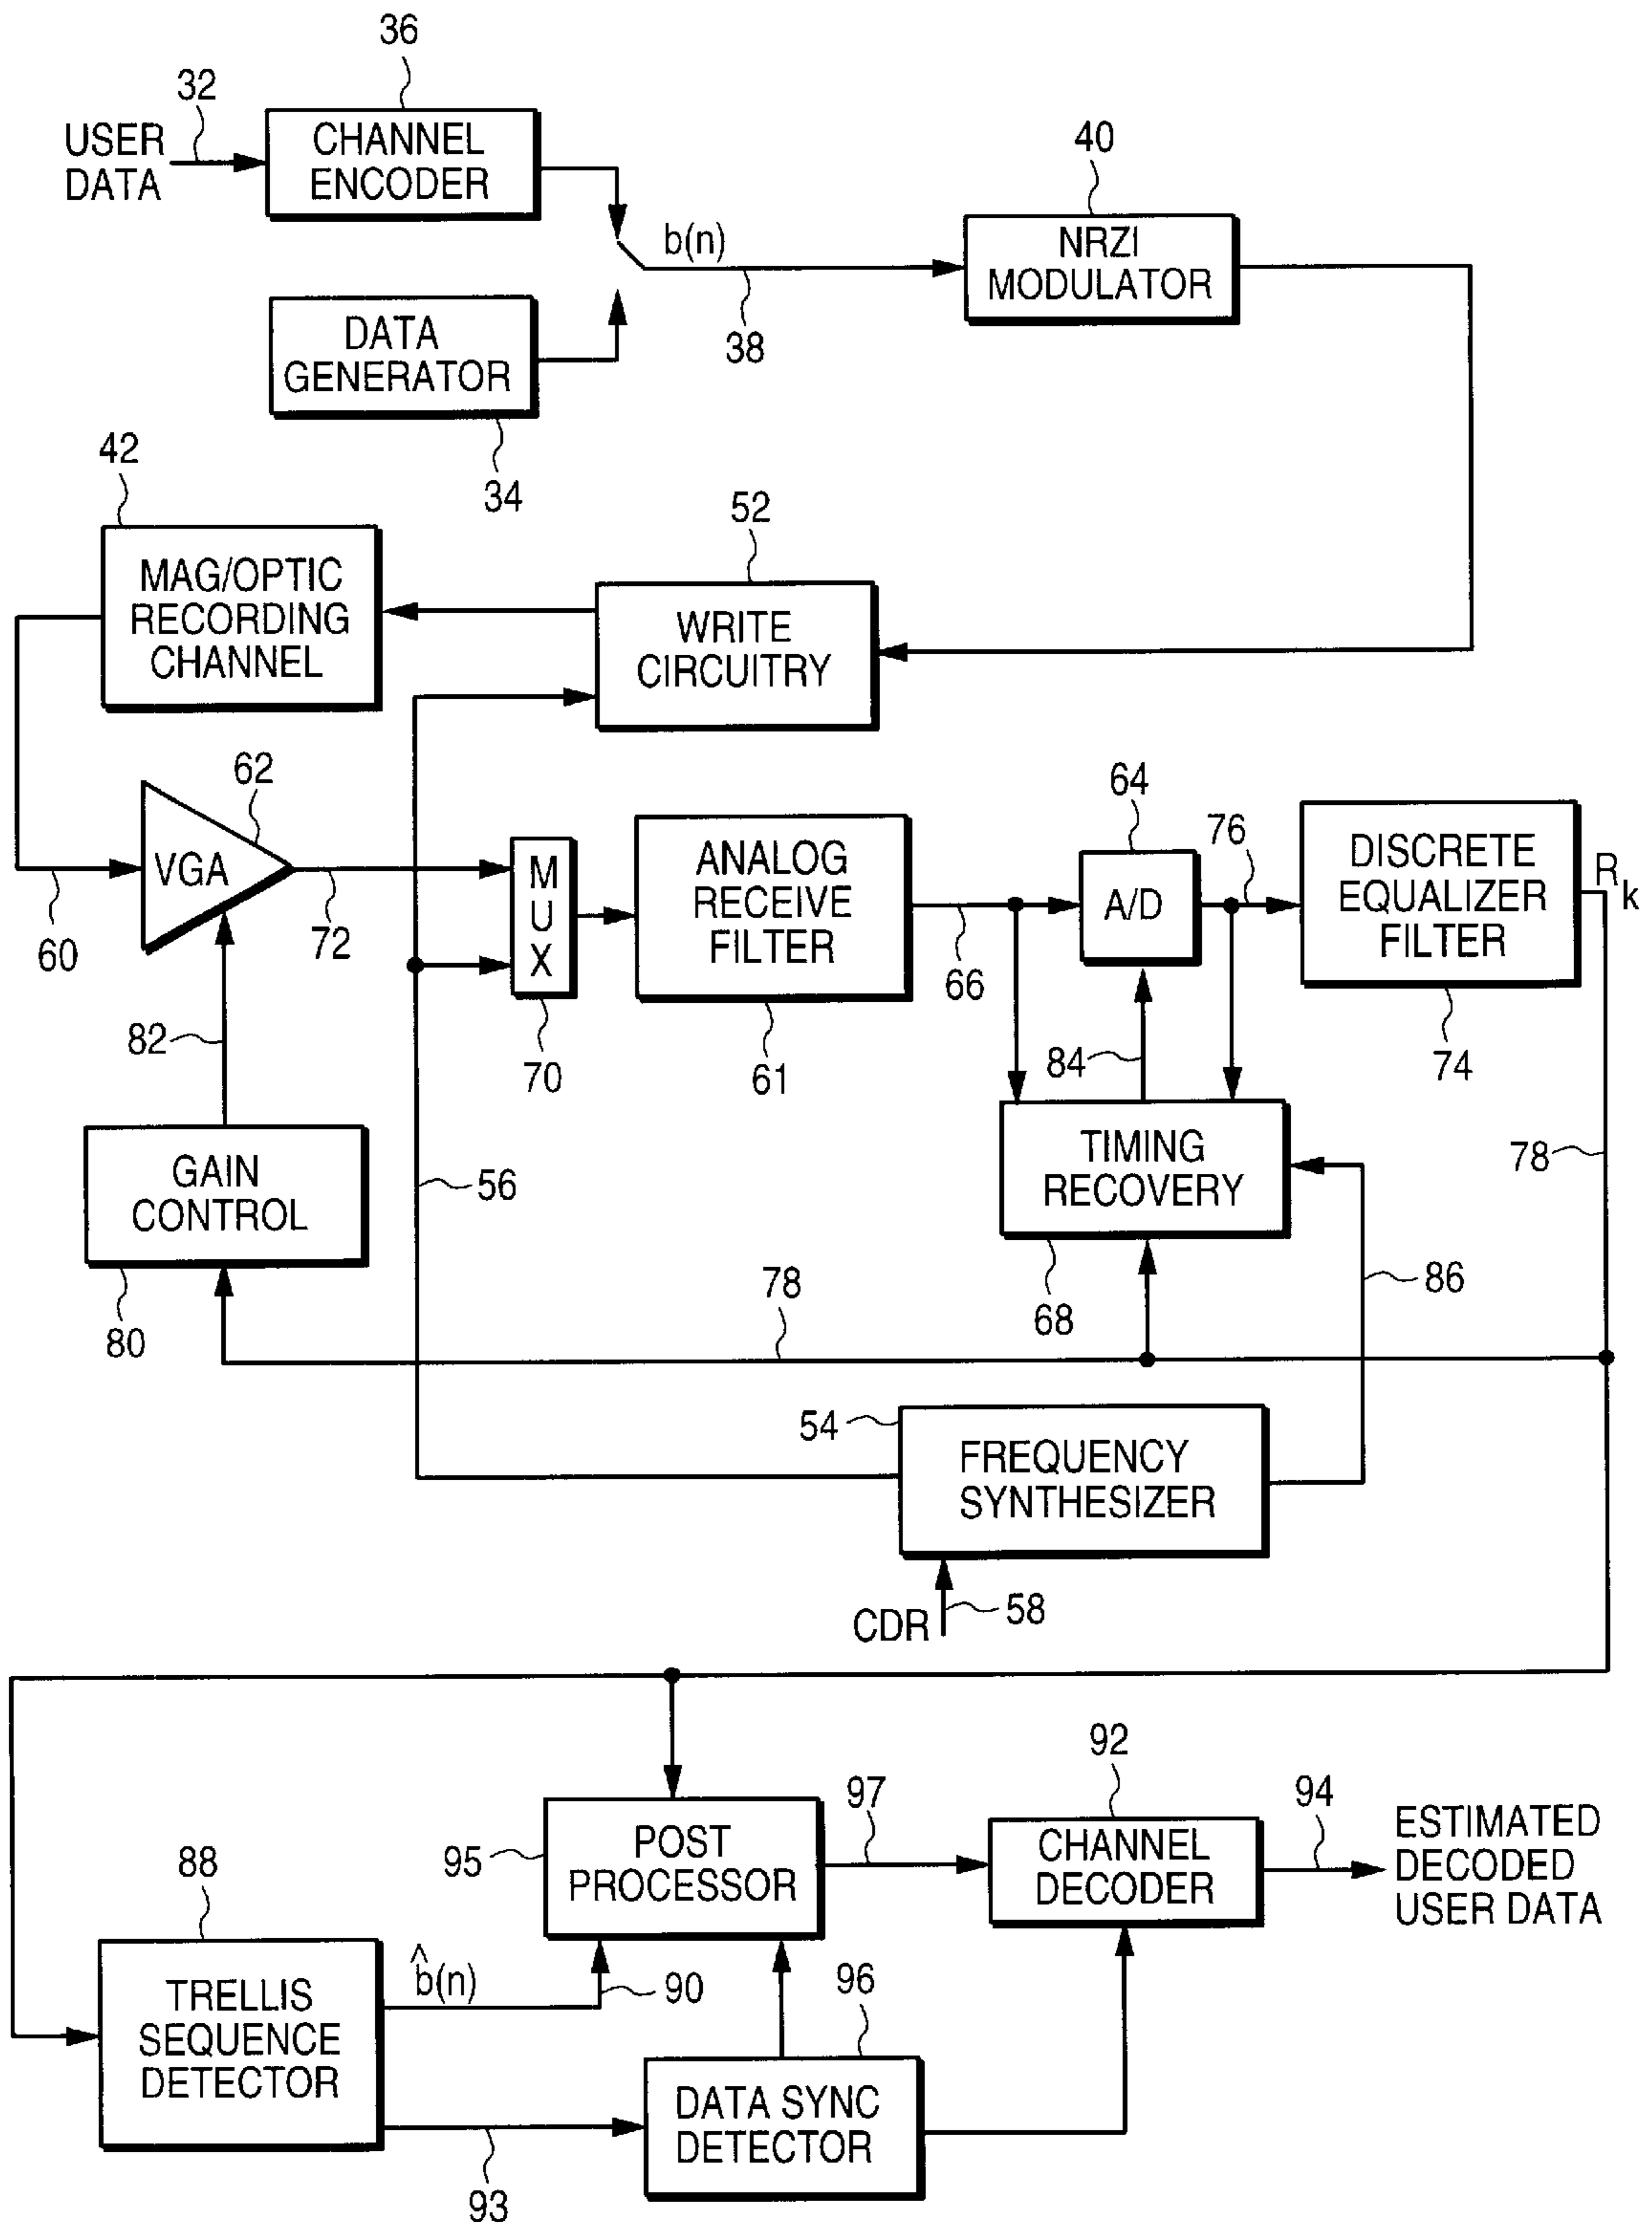 36
32
USER
DATA
CHANNEL
ENCODER
40
b(n)
NRZI
MODULATOR
38
DATA
GENERATOR
34
42
52
MAG/OPTIC
RECORDING
CHANNEL
WRITE
CIRCUITRY
62
64
VGA
60
72
M
U
X
70
ANALOG
RECEIVE
FILTER
61
66
A/D
76
DISCRETE
EQUALIZER
FILTER
74
R
k
82
84
GAIN
CONTROL
80
56
TIMING
RECOVERY
68
78
86
78
54
FREQUENCY
SYNTHESIZER
CDR
58
92
97
94
POST
PROCESSOR
95
CHANNEL
DECODER
ESTIMATED
DECODED
USER DATA
88
b̂(n)
90
96
TRELLIS
SEQUENCE
DETECTOR
DATA SYNC
DETECTOR
93